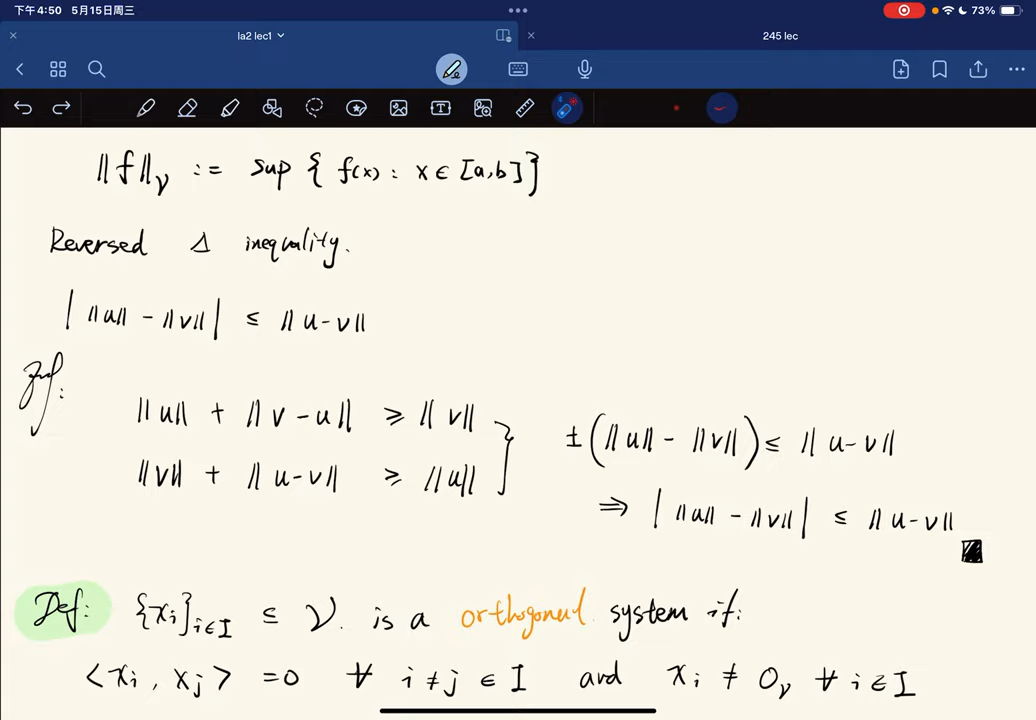 下午4:50 5月15日周三
73%
la2 lec1
245 lec
‖f‖_V := sup { f(x) : x ∈ [a,b] }
Reversed Δ inequality.
| ‖u‖ - ‖v‖ | ≤ ‖u-v‖
‖u‖ + ‖v-u‖ ≥ ‖v‖
‖v‖ + ‖u-v‖ ≥ ‖u‖
±(‖u‖ - ‖v‖) ≤ ‖u-v‖
⇒ | ‖u‖ - ‖v‖ | ≤ ‖u-v‖
Def: {x_i}_{i∈I} ⊆ V. is a orthogonal system if:
<x_i, x_j> = 0 ∀ i ≠ j ∈ I and x_i ≠ 0_V ∀ i ∈ I